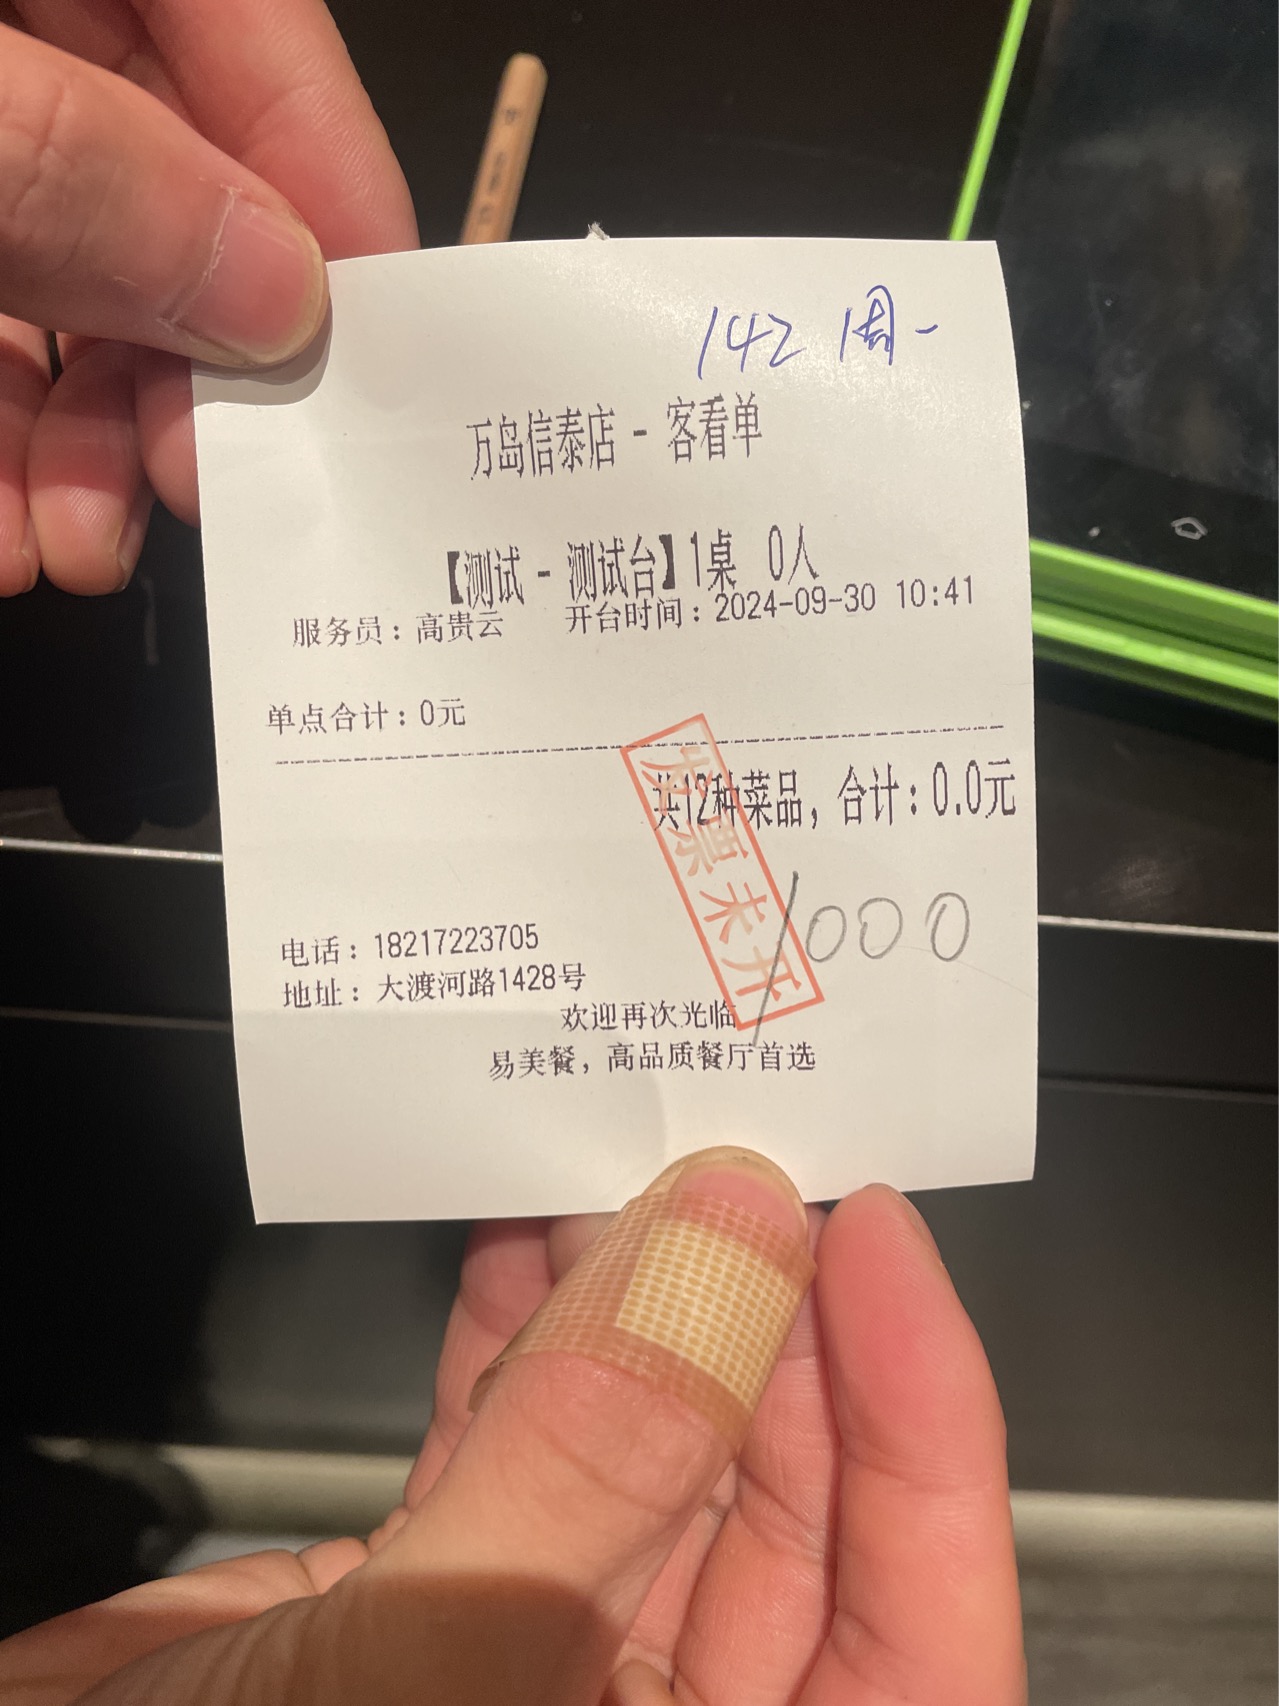 142 1周一
万岛信泰店 - 客看单
【测试 - 测试台】1桌 0人
服务员：高贵云 开台时间：2024-09-30 10:41
单点合计：0元
共12种菜品，合计：0.0元
发票未开
1000
电话：18217223705
地址：大渡河路1428号
欢迎再次光临
易美餐，高品质餐厅首选